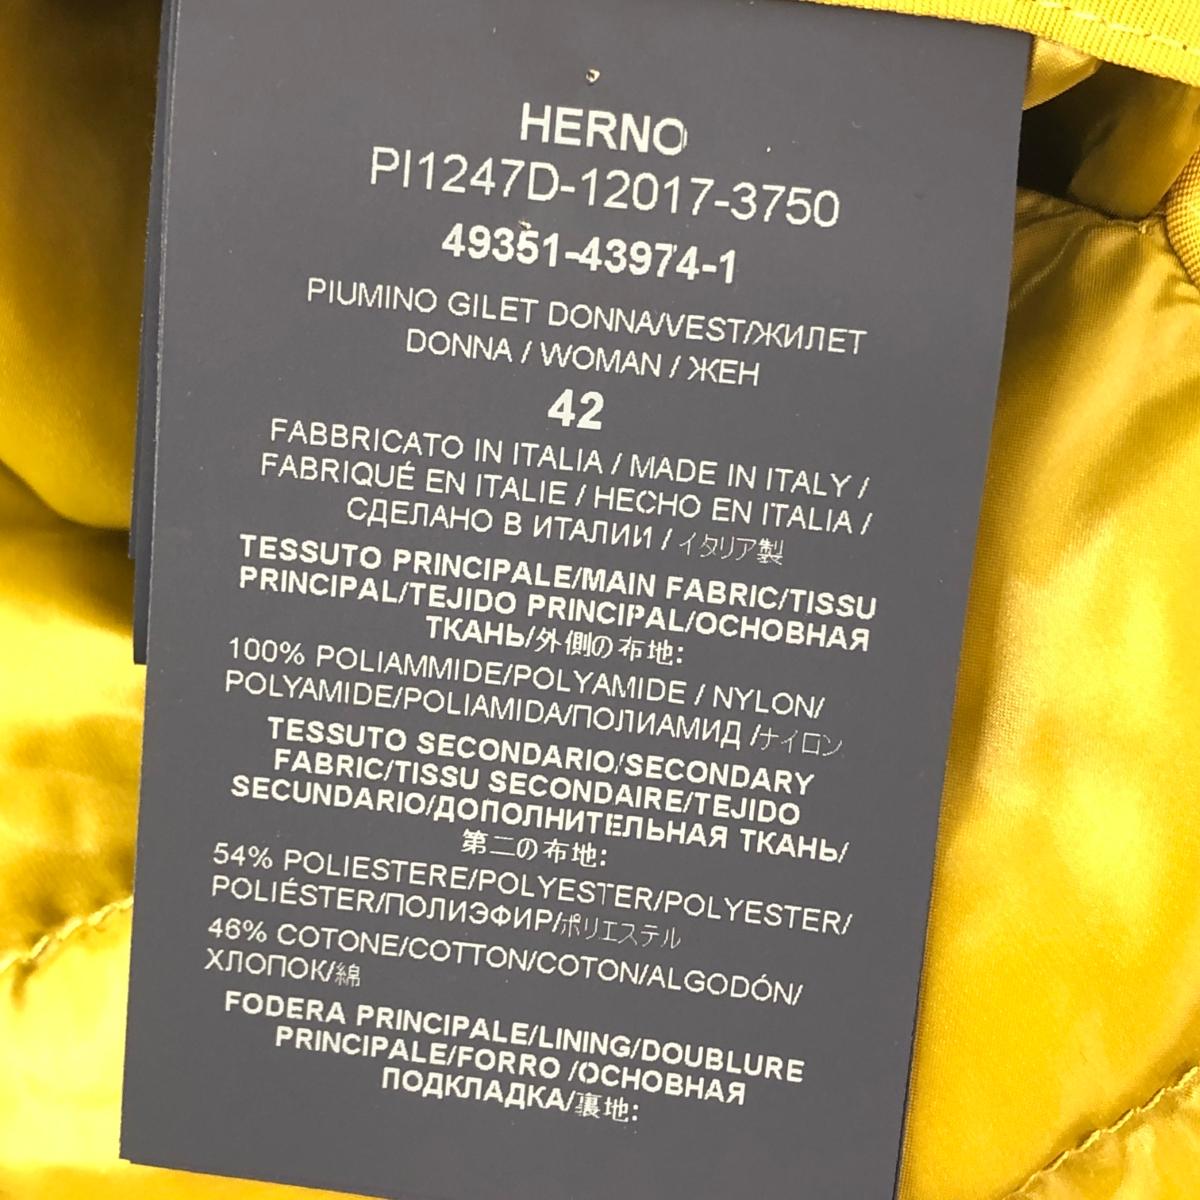 HERNO
PI1247D-12017-3750
49351-43974-1
PIUMINO GILET DONNA/VEST/ЖИЛЕТ
DONNA / WOMAN / ЖЕН
42
FABBRICATO IN ITALIA / MADE IN ITALY /
FABRIQUÉ EN ITALIE / HECHO EN ITALIA /
СДЕЛАНО В ИТАЛИИ / イタリア製
TESSUTO PRINCIPALE/MAIN FABRIC/TISSU
PRINCIPAL/TEJIDO PRINCIPAL/ОСНОВНАЯ
ТКАНЬ/外側の布地:
100% POLIAMMIDE/POLYAMIDE / NYLON/
POLYAMIDE/POLIAMIDA/ПОЛИАМИД /ナイロン
TESSUTO SECONDARIO/SECONDARY
FABRIC/TISSU SECONDAIRE/TEJIDO
SECUNDARIO/ДОПОЛНИТЕЛЬНАЯ ТКАНЬ/
第二の布地:
54% POLIESTERE/POLYESTER/POLYESTER/
POLIÉSTER/ПОЛИЭФИР/ポリエステル
46% COTONE/COTTON/COTON/ALGODÓN/
ХЛОПОК/綿
FODERA PRINCIPALE/LINING/DOUBLURE
PRINCIPALE/FORRO /ОСНОВНАЯ
ПОДКЛАДКА/裏地: